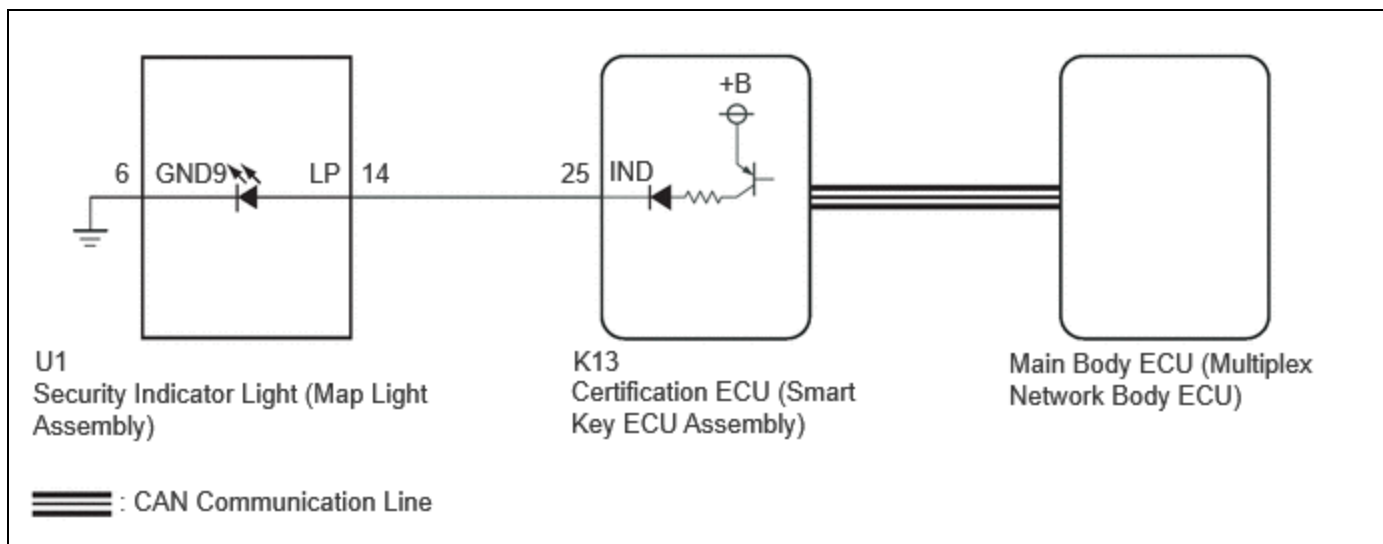 +B
6 GND9 LP 14 25 IND
U1
Security Indicator Light (Map Light
Assembly)
K13
Certification ECU (Smart
Key ECU Assembly)
Main Body ECU (Multiplex
Network Body ECU)
: CAN Communication Line